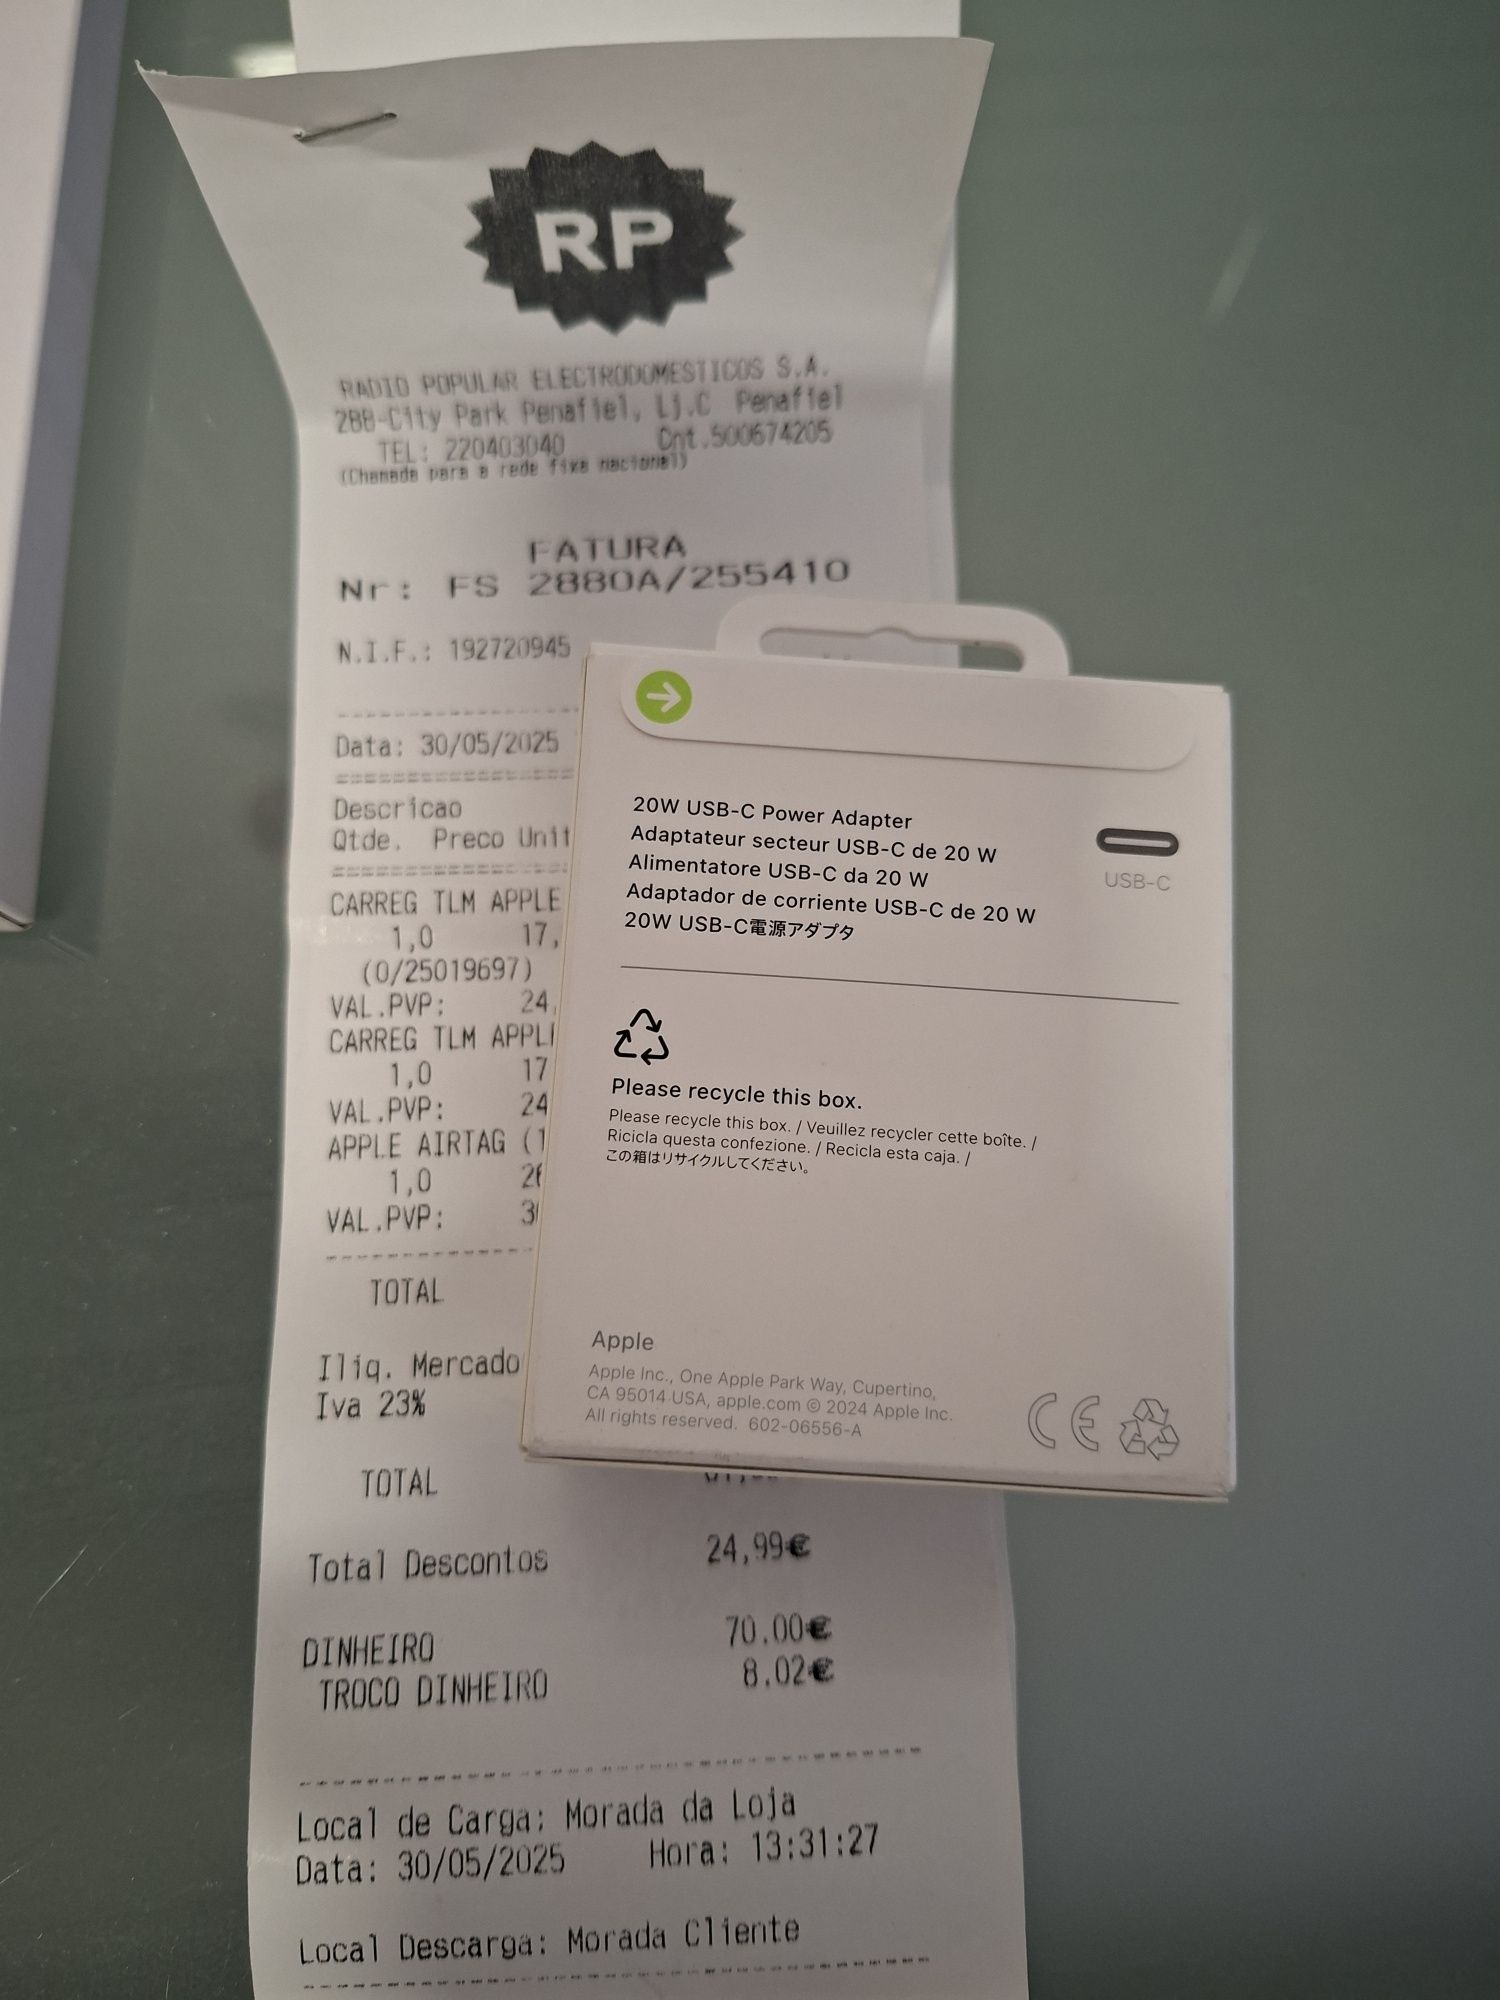 RP
RADIO POPULAR ELECTRODOMESTICOS S.A.
2BB-City Park Penafiel, Lj.C Penafiel
TEL: 220403040 Cnt.500674205
(Chamada para a rede fixa nacional)
FATURA
Nr: FS 2880A/255410
N.I.F.: 192720945
Data: 30/05/2025
Descricao
Qtde. Preco Unit
CARREG TLM APPLE
1,0 17,
(0/25019697)
VAL.PVP: 24,
CARREG TLM APPL
1,0 17
VAL.PVP: 24
APPLE AIRTAG (1
1,0 26
VAL.PVP: 3
TOTAL
Iliq. Mercado
Iva 23%
TOTAL
Total Descontos 24,99€
DINHEIRO 70.00€
TROCO DINHEIRO 8.02€
Local de Carga: Morada da Loja
Data: 30/05/2025 Hora: 13:31:27
Local Descarga: Morada Cliente
20W USB-C Power Adapter
Adaptateur secteur USB-C de 20 W
Alimentatore USB-C da 20 W
Adaptador de corriente USB-C de 20 W
20W USB-C電源アダプタ
USB-C
Please recycle this box.
Please recycle this box. / Veuillez recycler cette boîte. /
Ricicla questa confezione. / Recicla esta caja. /
この箱はリサイクルしてください。
Apple
Apple Inc., One Apple Park Way, Cupertino,
CA 95014 USA, apple.com © 2024 Apple Inc.
All rights reserved. 602-06556-A
CE